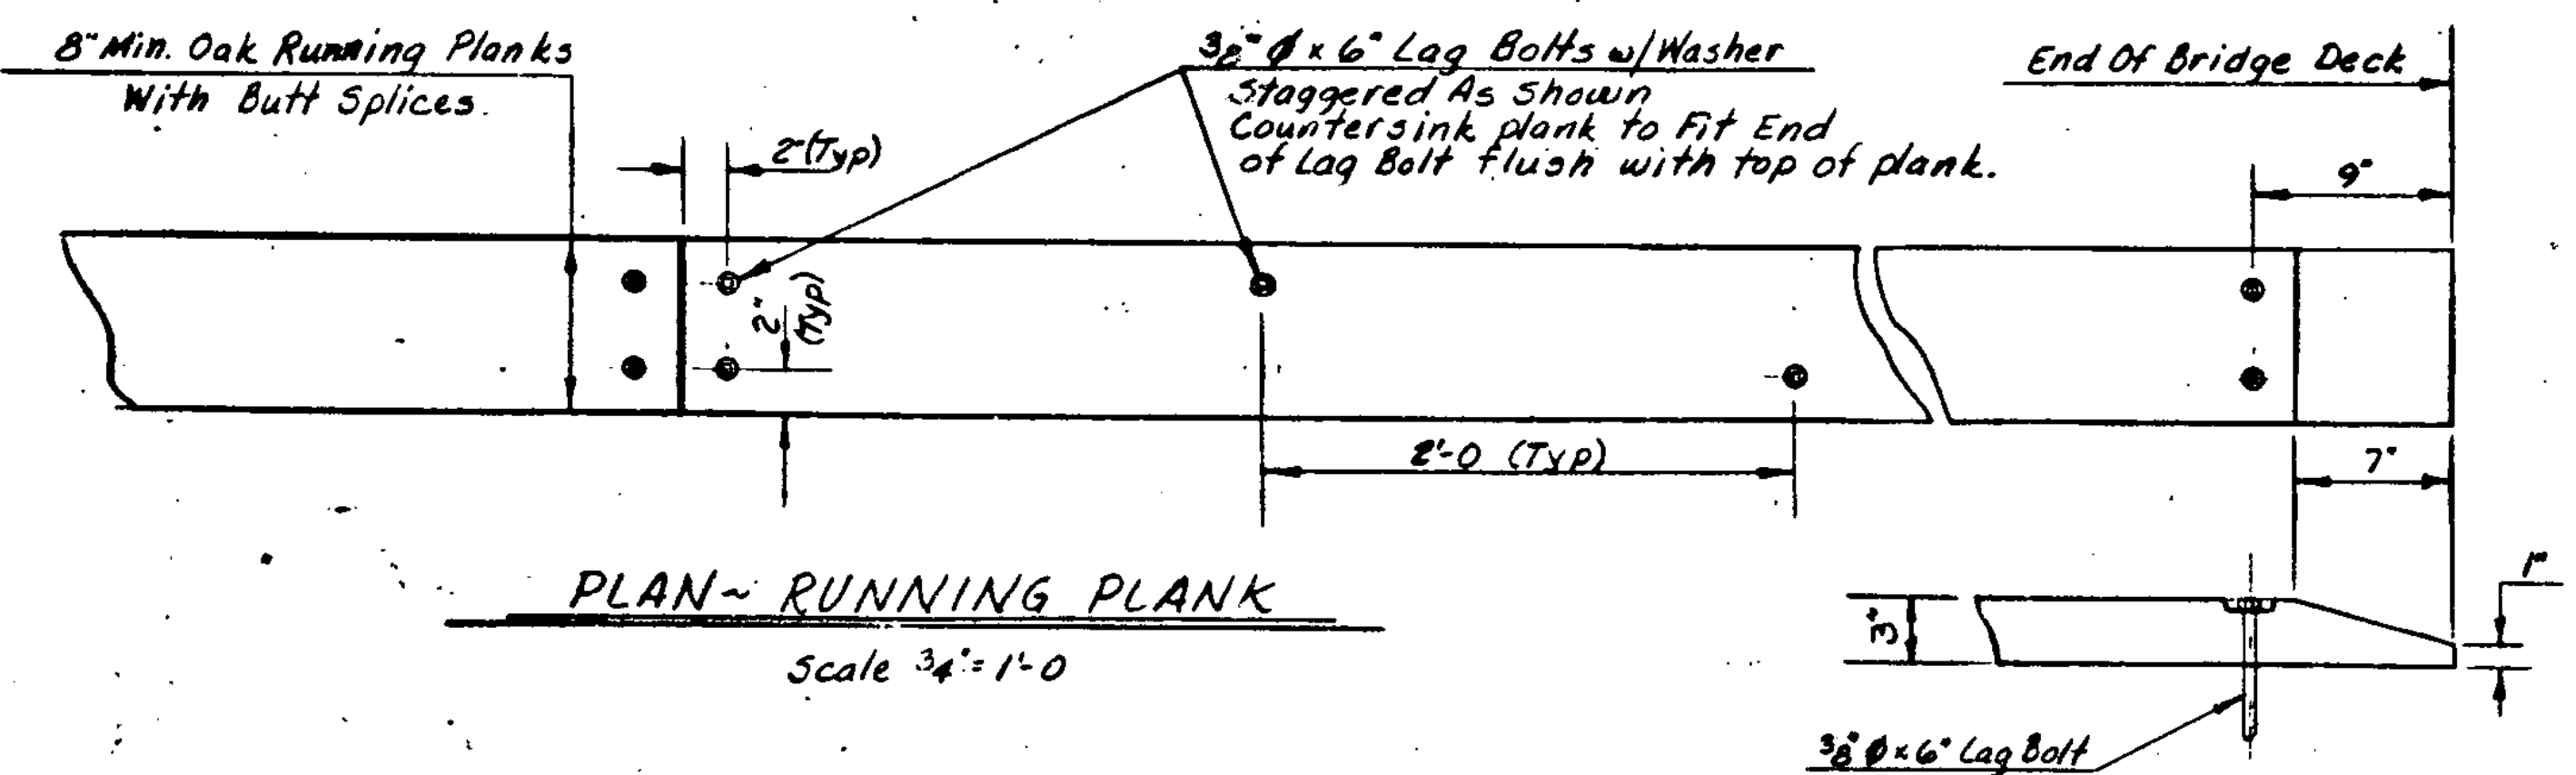 8" Min. Oak Running Planks
With Butt Splices.
3/8" Ø x 6" Lag Bolts w/Washer
Staggered As Shown
Countersink plank to Fit End
of Lag Bolt flush with top of plank.
End Of Bridge Deck
2" (Typ)
9"
2"
(Typ)
2'-0 (Typ)
7"
PLAN ~ RUNNING PLANK
Scale 3/4" = 1'-0
3"
1"
3/8" Ø x 6" Lag Bolt